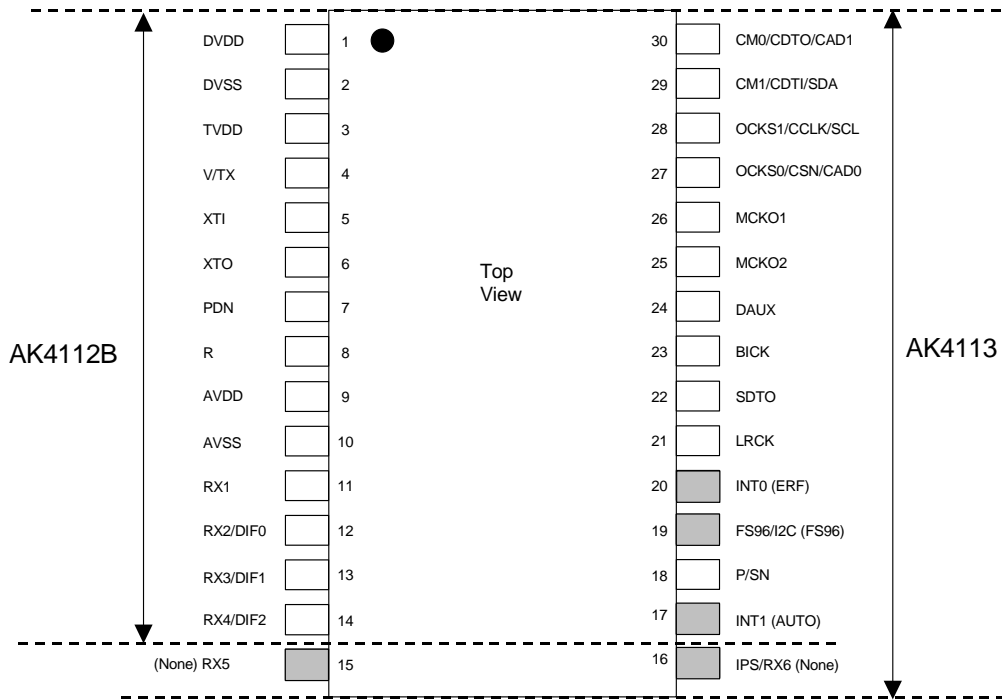 DVDD 1 30 CM0/CDTO/CAD1
DVSS 2 29 CM1/CDTI/SDA
TVDD 3 28 OCKS1/CCLK/SCL
V/TX 4 27 OCKS0/CSN/CAD0
XTI 5 26 MCKO1
XTO 6 25 MCKO2
Top
View
PDN 7 24 DAUX
AK4112B R 8 23 BICK AK4113
AVDD 9 22 SDTO
AVSS 10 21 LRCK
RX1 11 20 INT0 (ERF)
RX2/DIF0 12 19 FS96/I2C (FS96)
RX3/DIF1 13 18 P/SN
RX4/DIF2 14 17 INT1 (AUTO)
(None) RX5 15 16 IPS/RX6 (None)